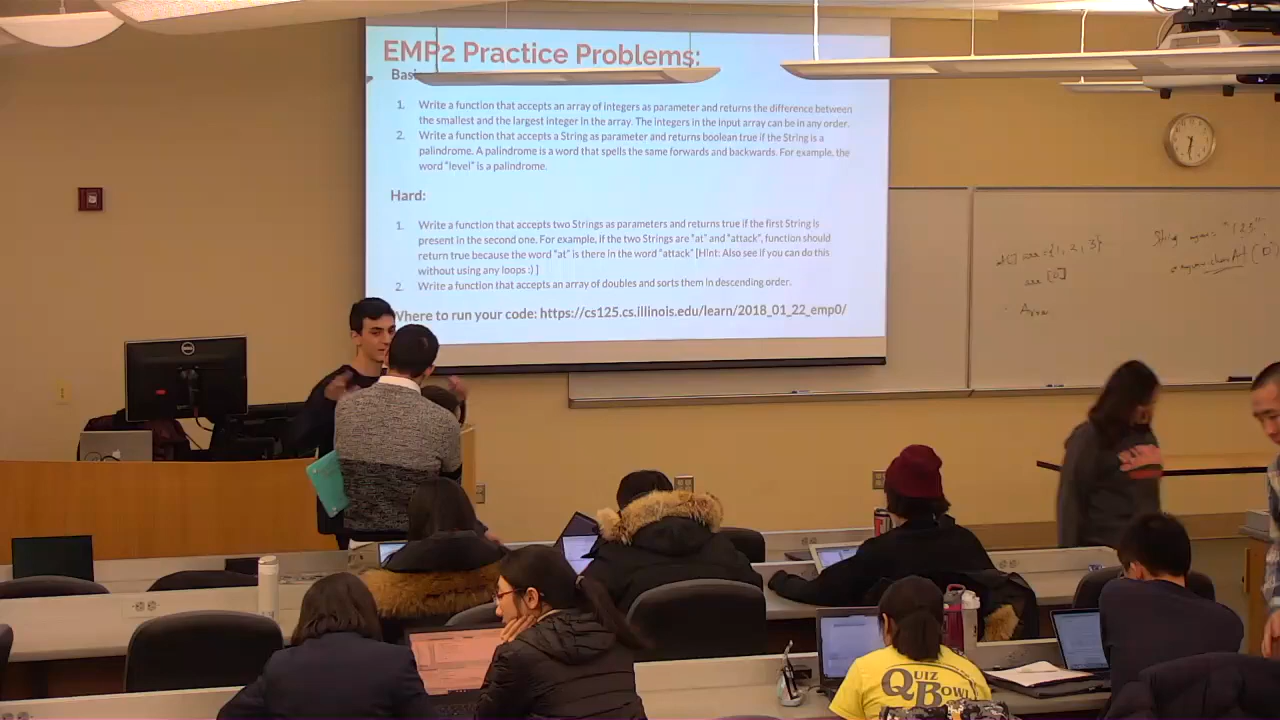 EMP2 Practice Problems:
1. Write a function that accepts an array of integers as parameter and returns the difference between
the smallest and the largest integer in the array. The integers in the input array can be in any order.
2. Write a function that accepts a String as parameter and returns boolean true if the String is a
palindrome. A palindrome is a word that spells the same forwards and backwards. For example, the
word "level" is a palindrome.
Hard:
1. Write a function that accepts two Strings as parameters and returns true if the first String is
present in the second one. For example, if the two Strings are "at" and "attack", function should
return true because the word "at" is there in the word "attack" [Hint: Also see if you can do this
without using any loops :) ]
2. Write a function that accepts an array of doubles and sorts them in descending order.
Where to run your code: https://cs125.cs.illinois.edu/learn/2018_01_22_emp0/
= {1, 2, 3}
[0]
String
DELL
QUIZ
BOWL